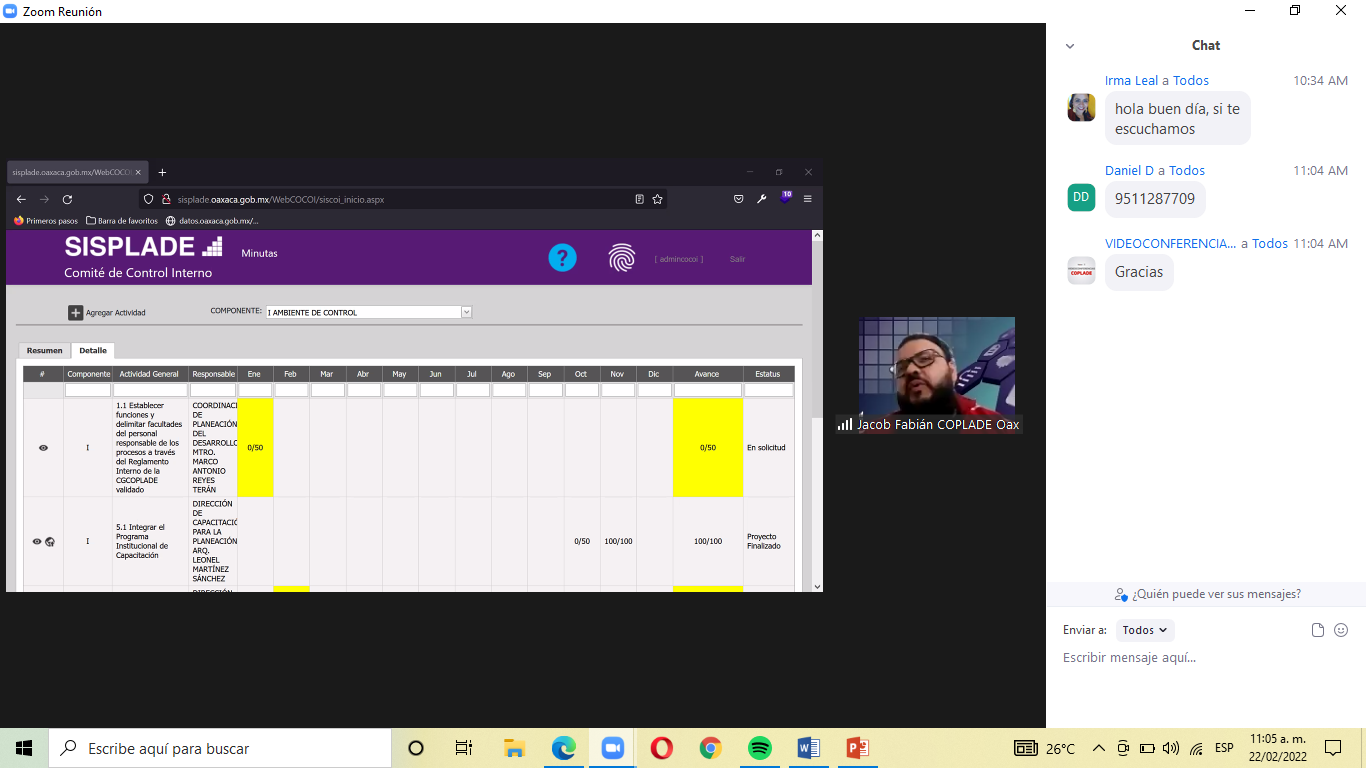 Zoom Reunión
sisplade.oaxaca.gob.mx/WebCOCOI
sisplade.oaxaca.gob.mx/WebCOCOI/siscoi_inicio.aspx
10
Primeros pasos
Barra de favoritos
datos.oaxaca.gob.mx/...
SISPLADE
Minutas
Comité de Control Interno
?
[ admincocoi ]
Salir
Agregar Actividad
COMPONENTE:
I AMBIENTE DE CONTROL
Resumen
Detalle
# Componente Actividad General Responsable Ene Feb Mar Abr May Jun Jul Ago Sep Oct Nov Dic Avance Estatus
I
1.1 Establecer
funciones y
delimitar facultades
del personal
responsable de los
procesos a través
del Reglamento
Interno de la
CGCOPLADE
validado
COORDINACI
DE
PLANEACIÓN
DEL
DESARROLLO
MTRO.
MARCO
ANTONIO
REYES
TERÁN
0/50
0/50
En solicitud
I
5.1 Integrar el
Programa
Institucional de
Capacitación
DIRECCIÓN
DE
CAPACITACIÓ
PARA LA
PLANEACIÓN
ARQ.
LEONEL
MARTÍNEZ
SÁNCHEZ
0/50
100/100
100/100
Proyecto
Finalizado
DIRECCIÓN
Jacob Fabián COPLADE Oax
Chat
Irma Leal a Todos 10:34 AM
hola buen día, si te
escuchamos
Daniel D a Todos 11:04 AM
DD
9511287709
VIDEOCONFERENCIA... a Todos 11:04 AM
COPLADE
Gracias
¿Quién puede ver sus mensajes?
Enviar a: Todos
Escribir mensaje aquí...
Escribe aquí para buscar
26°C
ESP
11:05 a. m.
22/02/2022